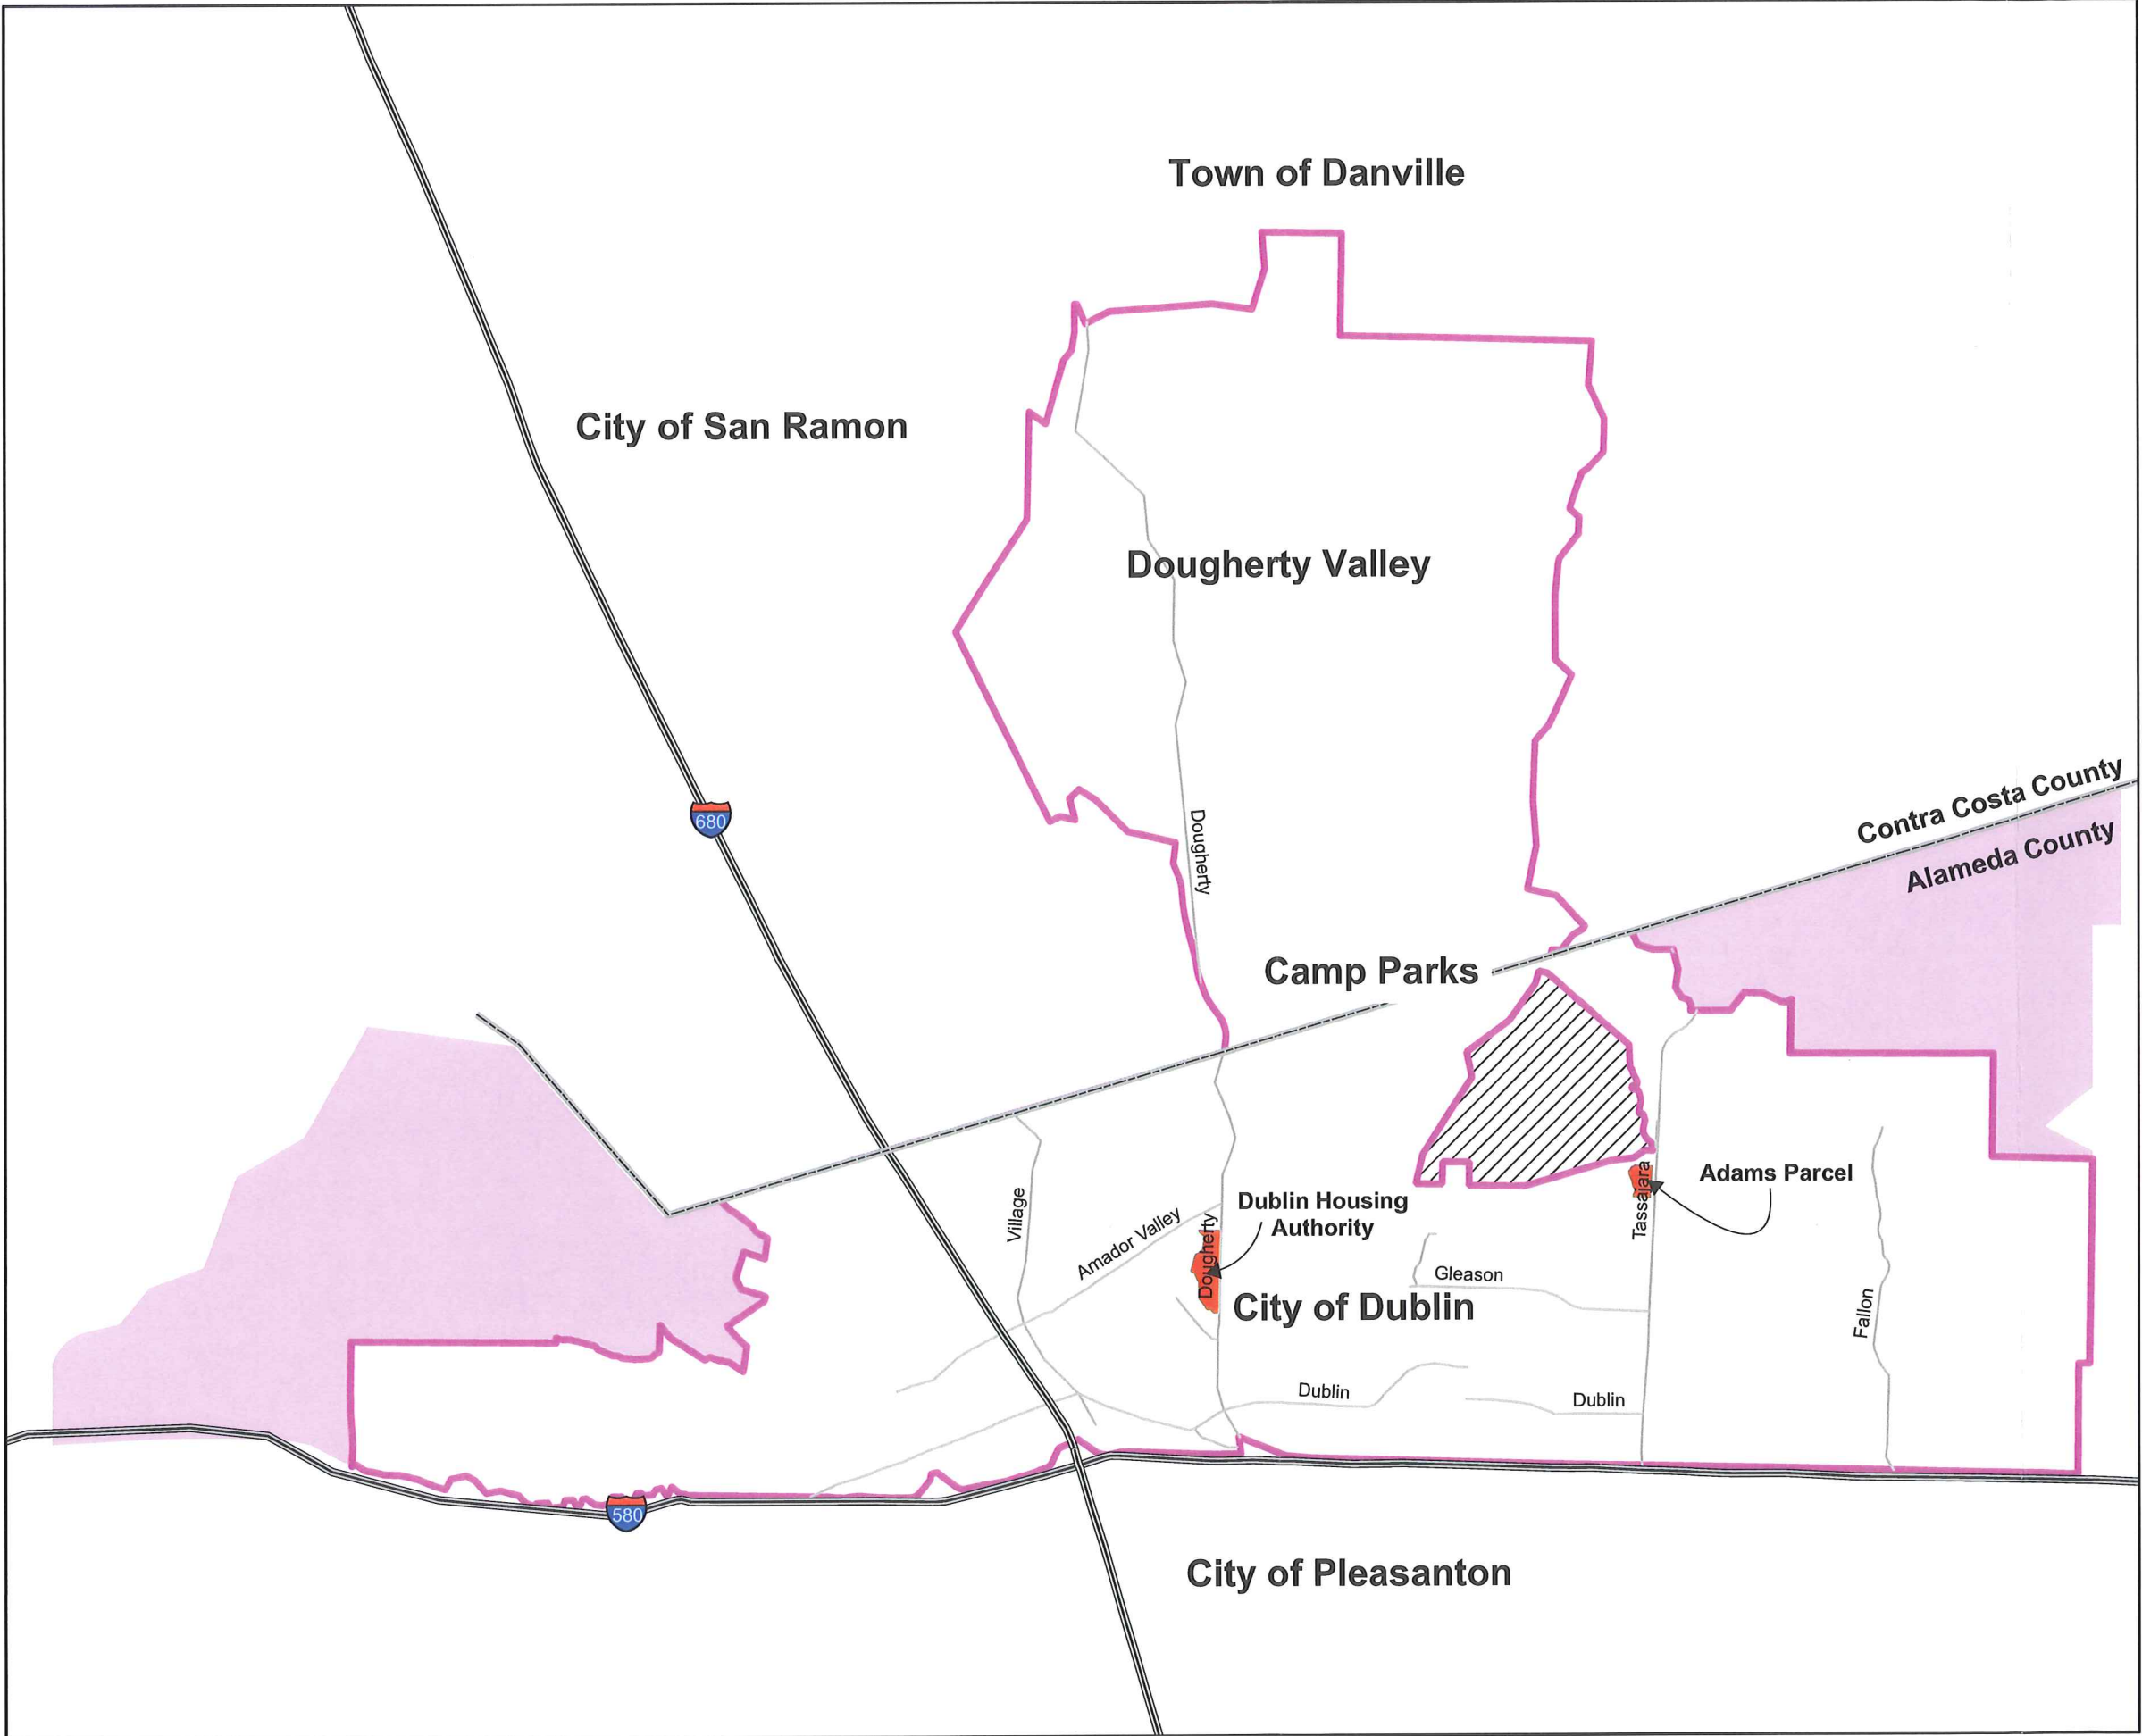 Town of Danville
City of San Ramon
Dougherty Valley
Contra Costa County
680
Dougherty
Alameda County
Camp Parks
Adams Parcel
Tassajara
Village
Dublin Housing
Authority
Amador Valley
Dougherty
Gleason
City of Dublin
Fallon
Dublin
Dublin
580
City of Pleasanton